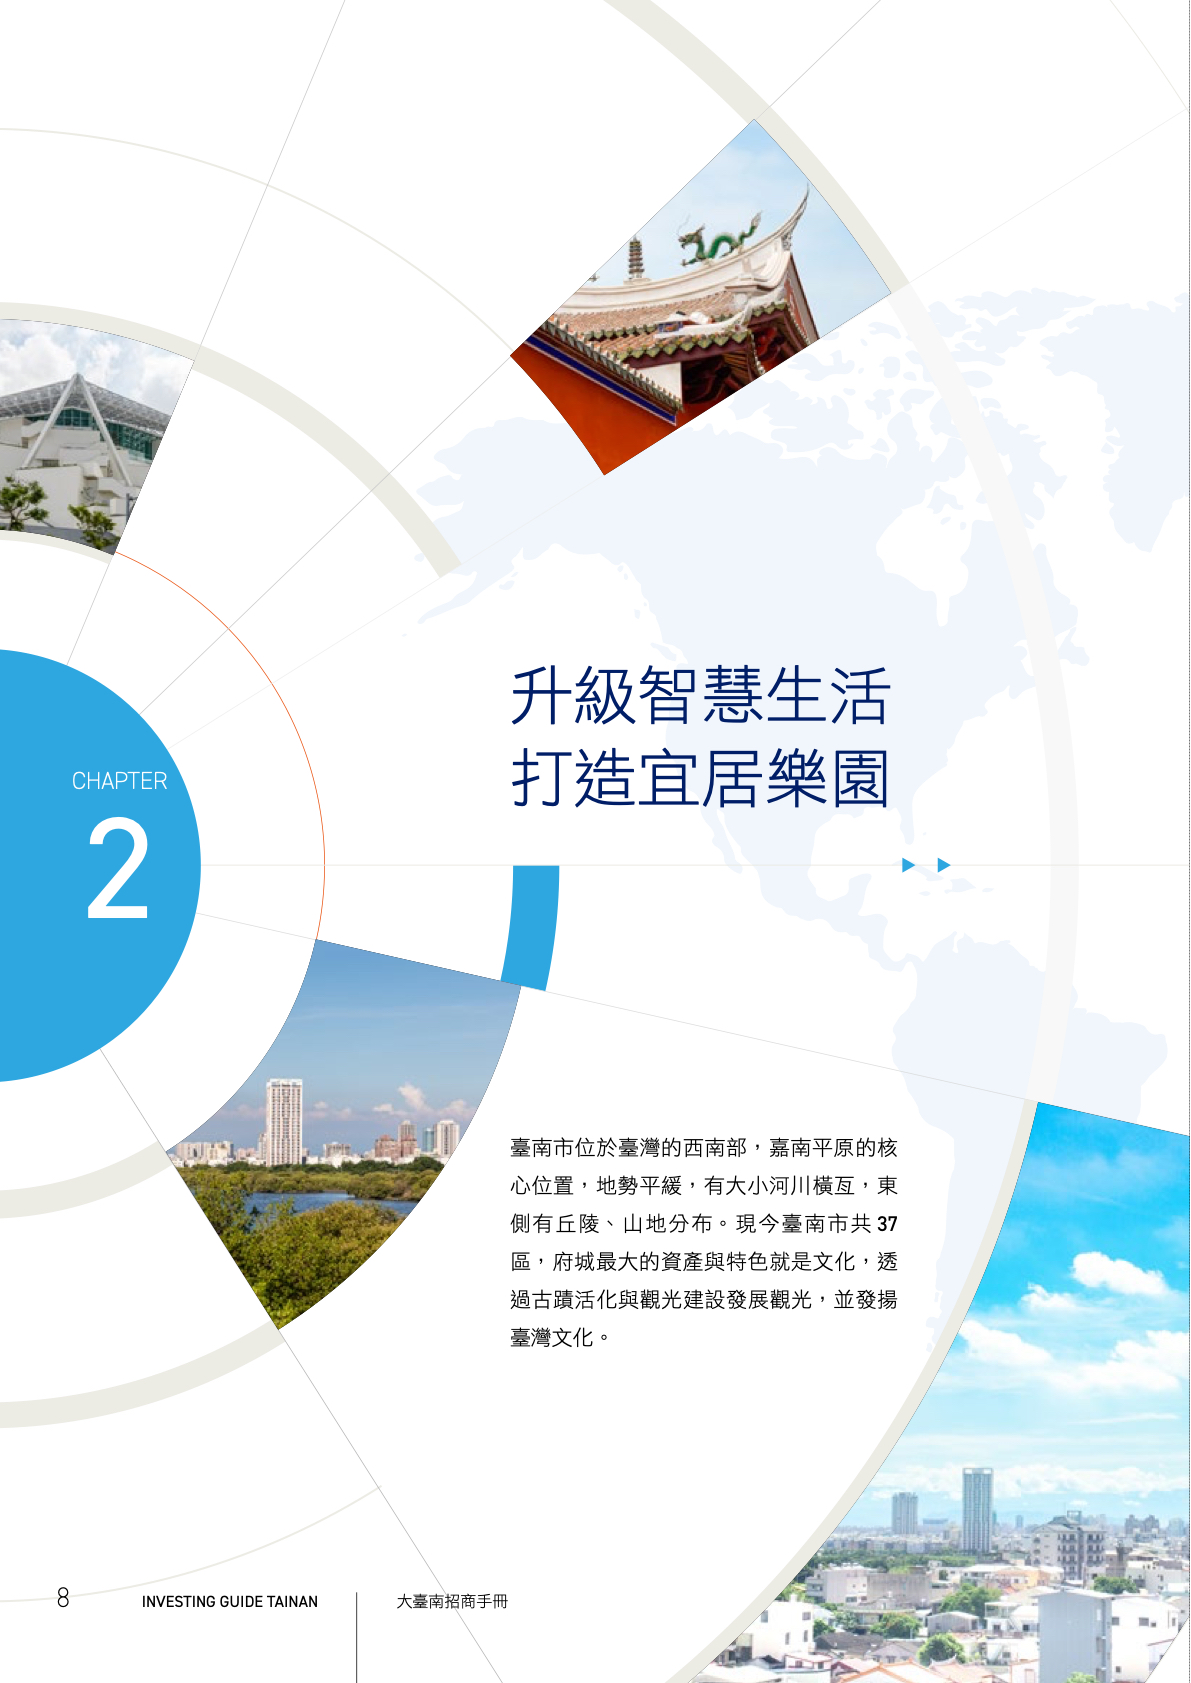 升級智慧生活
打造宜居樂園
CHAPTER
2
臺南市位於臺灣的西南部，嘉南平原的核
心位置，地勢平緩，有大小河川橫亙，東
側有丘陵、山地分布。現今臺南市共 37
區，府城最大的資產與特色就是文化，透
過古蹟活化與觀光建設發展觀光，並發揚
臺灣文化。
8
INVESTING GUIDE TAINAN
大臺南招商手冊